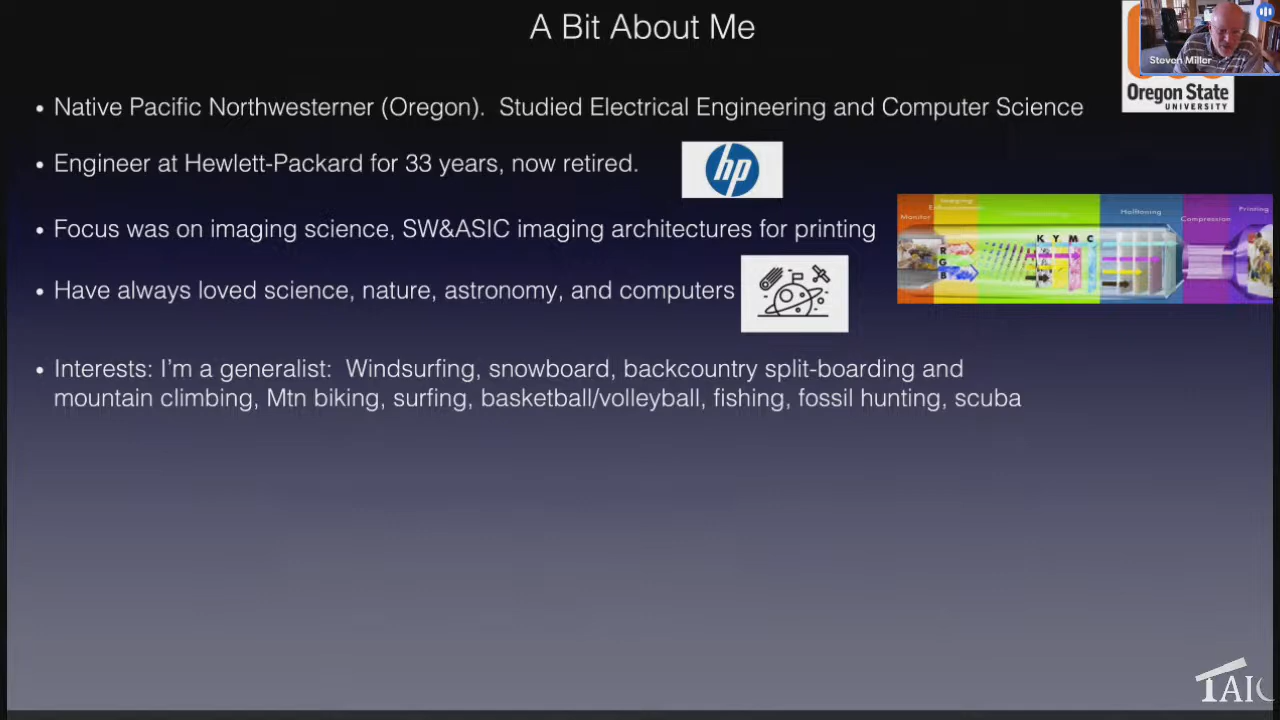 A Bit About Me
Steven Miller
Oregon State
UNIVERSITY
• Native Pacific Northwesterner (Oregon).  Studied Electrical Engineering and Computer Science
• Engineer at Hewlett-Packard for 33 years, now retired.
hp
• Focus was on imaging science, SW&ASIC imaging architectures for printing
Monitor
Imaging
Halftoning
Compression
Printing
K Y M C
R
G
B
• Have always loved science, nature, astronomy, and computers
• Interests: I'm a generalist:  Windsurfing, snowboard, backcountry split-boarding and
mountain climbing, Mtn biking, surfing, basketball/volleyball, fishing, fossil hunting, scuba
TAIC